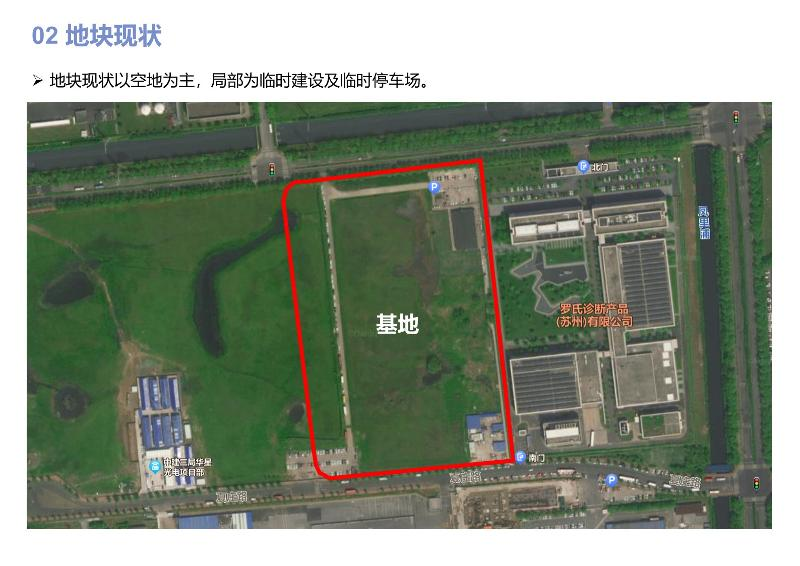 02 地块现状
➢ 地块现状以空地为主，局部为临时建设及临时停车场。
P
北门
凤里浦
基地
罗氏诊断产品
(苏州)有限公司
中建三局华星
光电项目部
南门
P